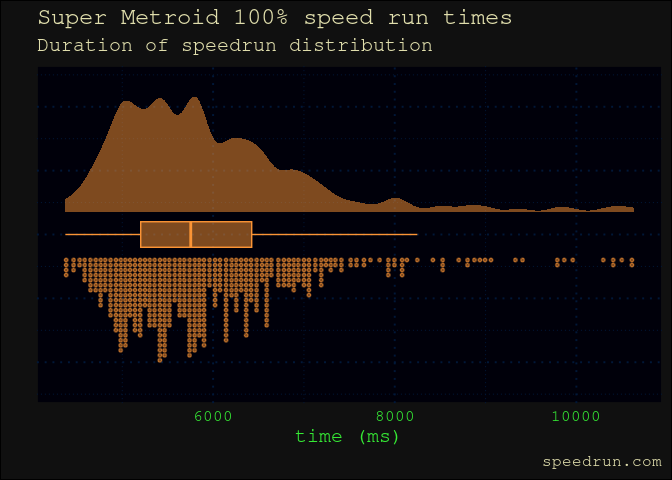 Super Metroid 100% speed run times
Duration of speedrun distribution
6000 8000 10000
time (ms)
speedrun.com